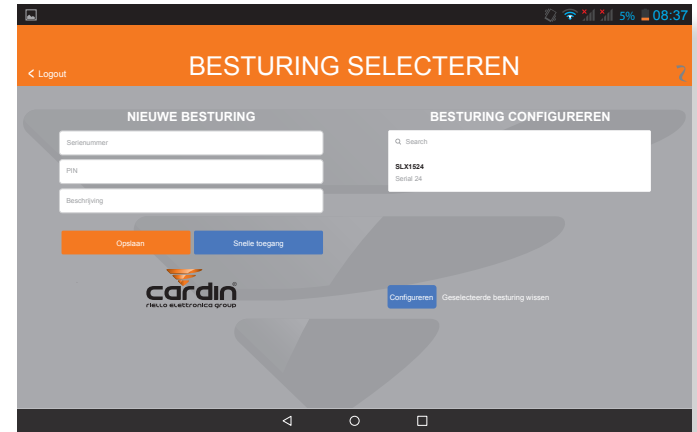 5% 08:37
Logout
BESTURING SELECTEREN
NIEUWE BESTURING
Serienummer
PIN
Beschrijving
Opslaan Snelle toegang
cardin®
riello elettronica group
BESTURING CONFIGUREREN
Search
SLX1524
Serial 24
Configureren Geselecteerde besturing wissen